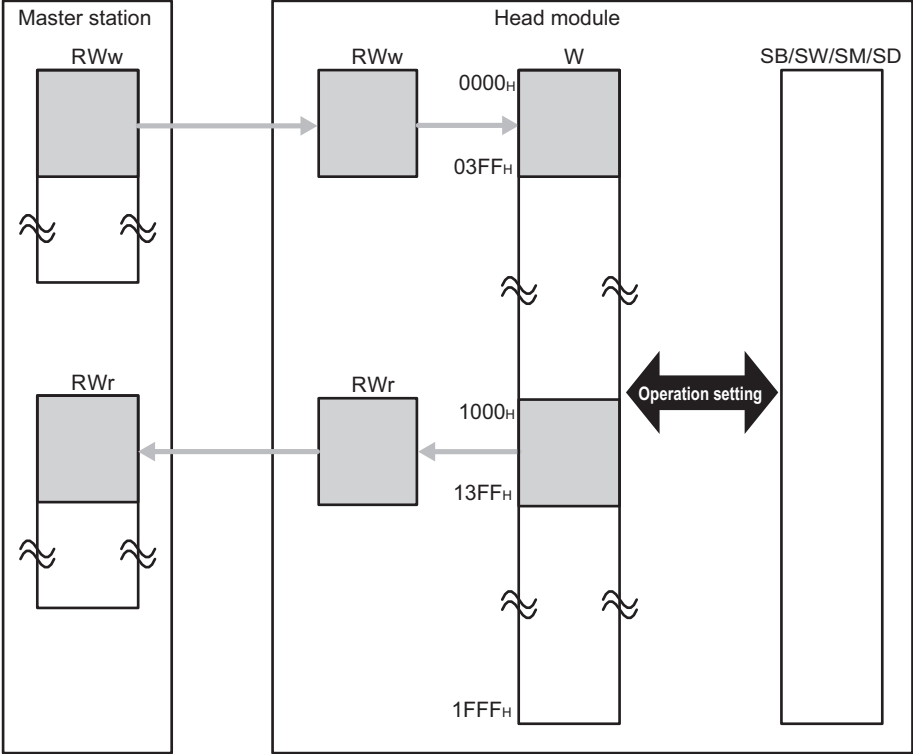 Master station
Head module
RWw
RWw
W
SB/SW/SM/SD
0000H
03FFH
RWr
RWr
1000H
Operation setting
13FFH
1FFFH